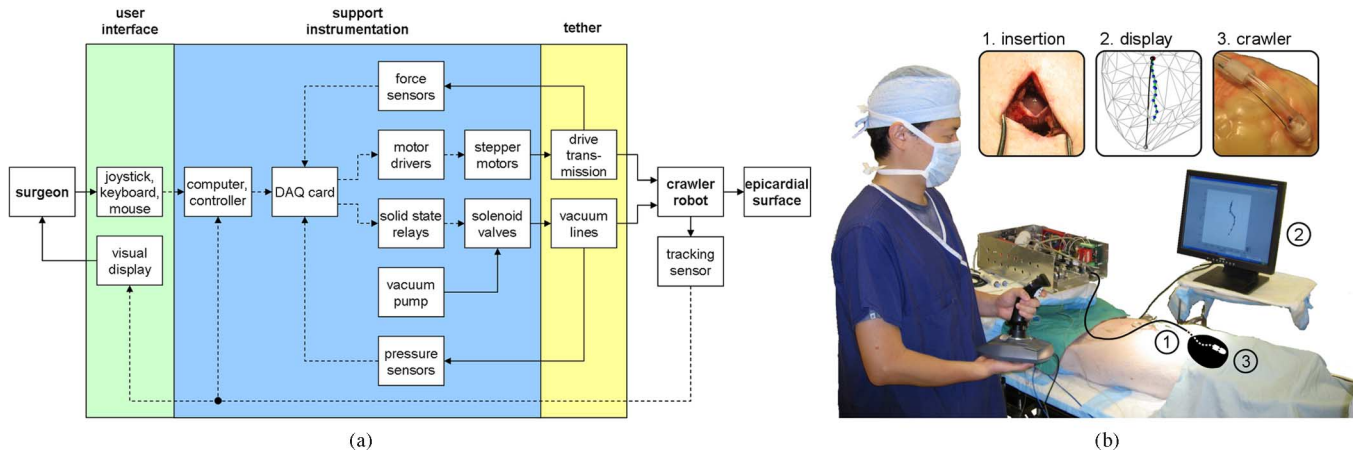 user
interface
support
instrumentation
tether
force
sensors
motor
drivers
stepper
motors
drive
trans-
mission
surgeon
joystick,
keyboard,
mouse
computer,
controller
DAQ card
crawler
robot
epicardial
surface
solid state
relays
solenoid
valves
vacuum
lines
visual
display
tracking
sensor
vacuum
pump
pressure
sensors
(a)
1. insertion
2. display
3. crawler
2
1
3
(b)